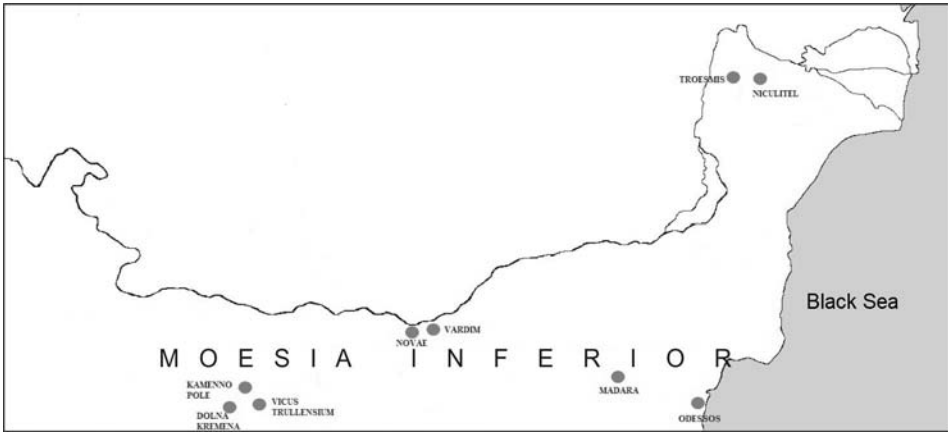 TROESMIS
NICULITEL
Black Sea
VARDIM
NOVAE
MOESIA INFERIOR
KAMENNO
POLE
VICUS
TRULLENSIUM
DOLNA
KREMENA
MADARA
ODESSOS